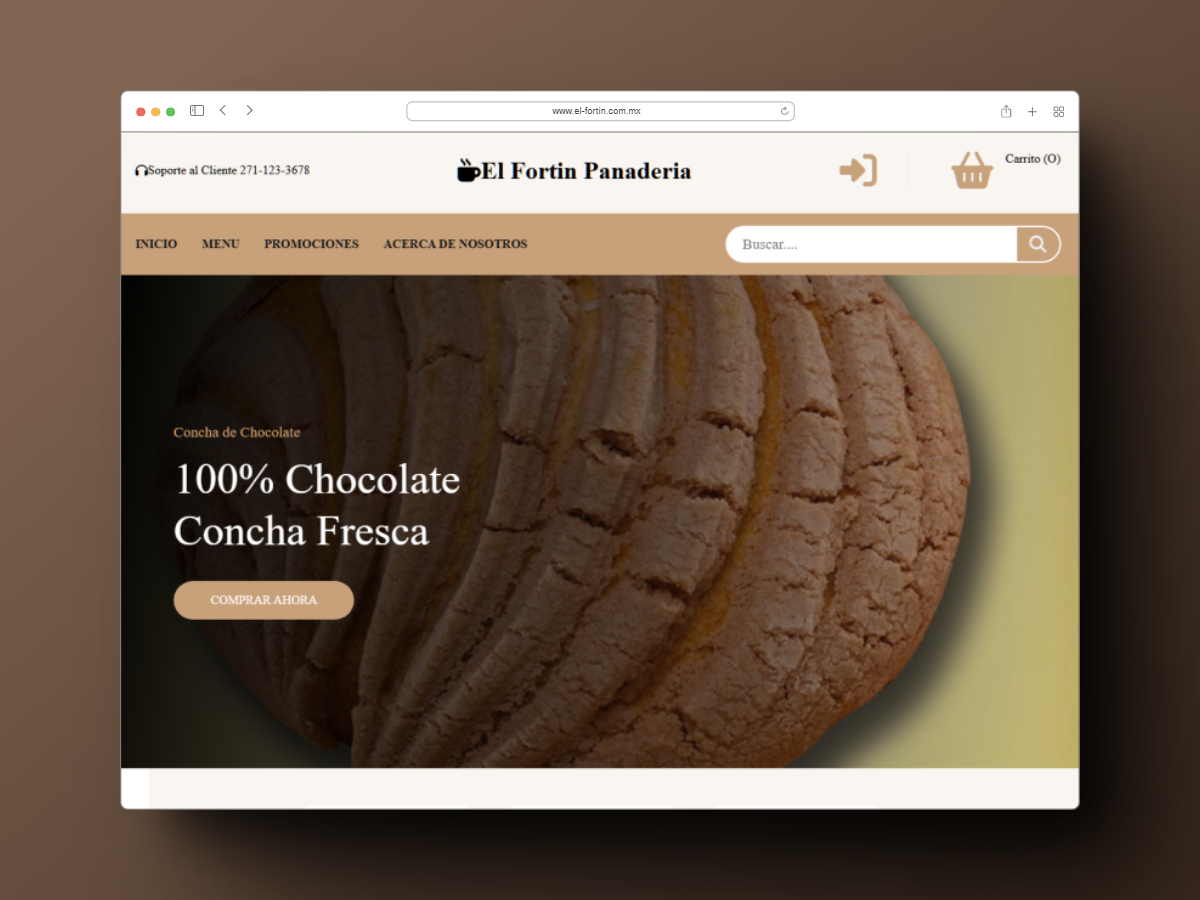 www.el-fortin.com.mx
Soporte al Cliente 271-123-3678
El Fortin Panaderia
Carrito (O)
INICIO
MENU
PROMOCIONES
ACERCA DE NOSOTROS
Buscar....
Concha de Chocolate
100% Chocolate
Concha Fresca
COMPRAR AHORA